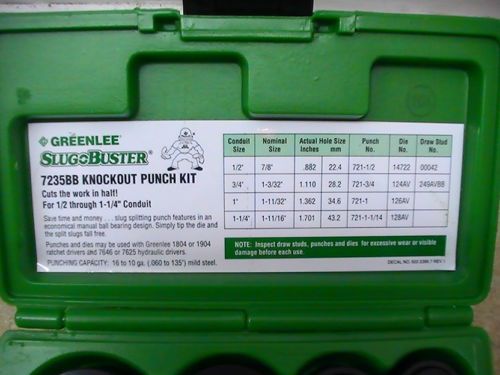 GREENLEE
SLUG-BUSTER
7235BB KNOCKOUT PUNCH KIT
Cuts the work in half!
For 1/2 through 1-1/4" Conduit
Save time and money . . . slug splitting punch features in an
economical manual ball bearing design. Simply tip the die and
the split slugs fall free.
Punches and dies may be used with Greenlee 1804 or 1904
ratchet drivers and 7646 or 7625 hydraulic drivers.
PUNCHING CAPACITY: 16 to 10 ga. (.060 to 135") mild steel.
Conduit Size Nominal Size Actual Hole Size Inches mm Punch No. Die No. Draw Stud No.
1/2" 7/8" .882 22.4 721-1/2 14722 00042
3/4" 1-3/32" 1.110 28.2 721-3/4 124AV 249AVBB
1" 1-11/32" 1.362 34.6 721-1 126AV
1-1/4" 1-11/16" 1.701 43.2 721-1-1/4 128AV
NOTE: Inspect draw studs, punches and dies for excessive wear or visible
damage before each use.
DECAL NO.